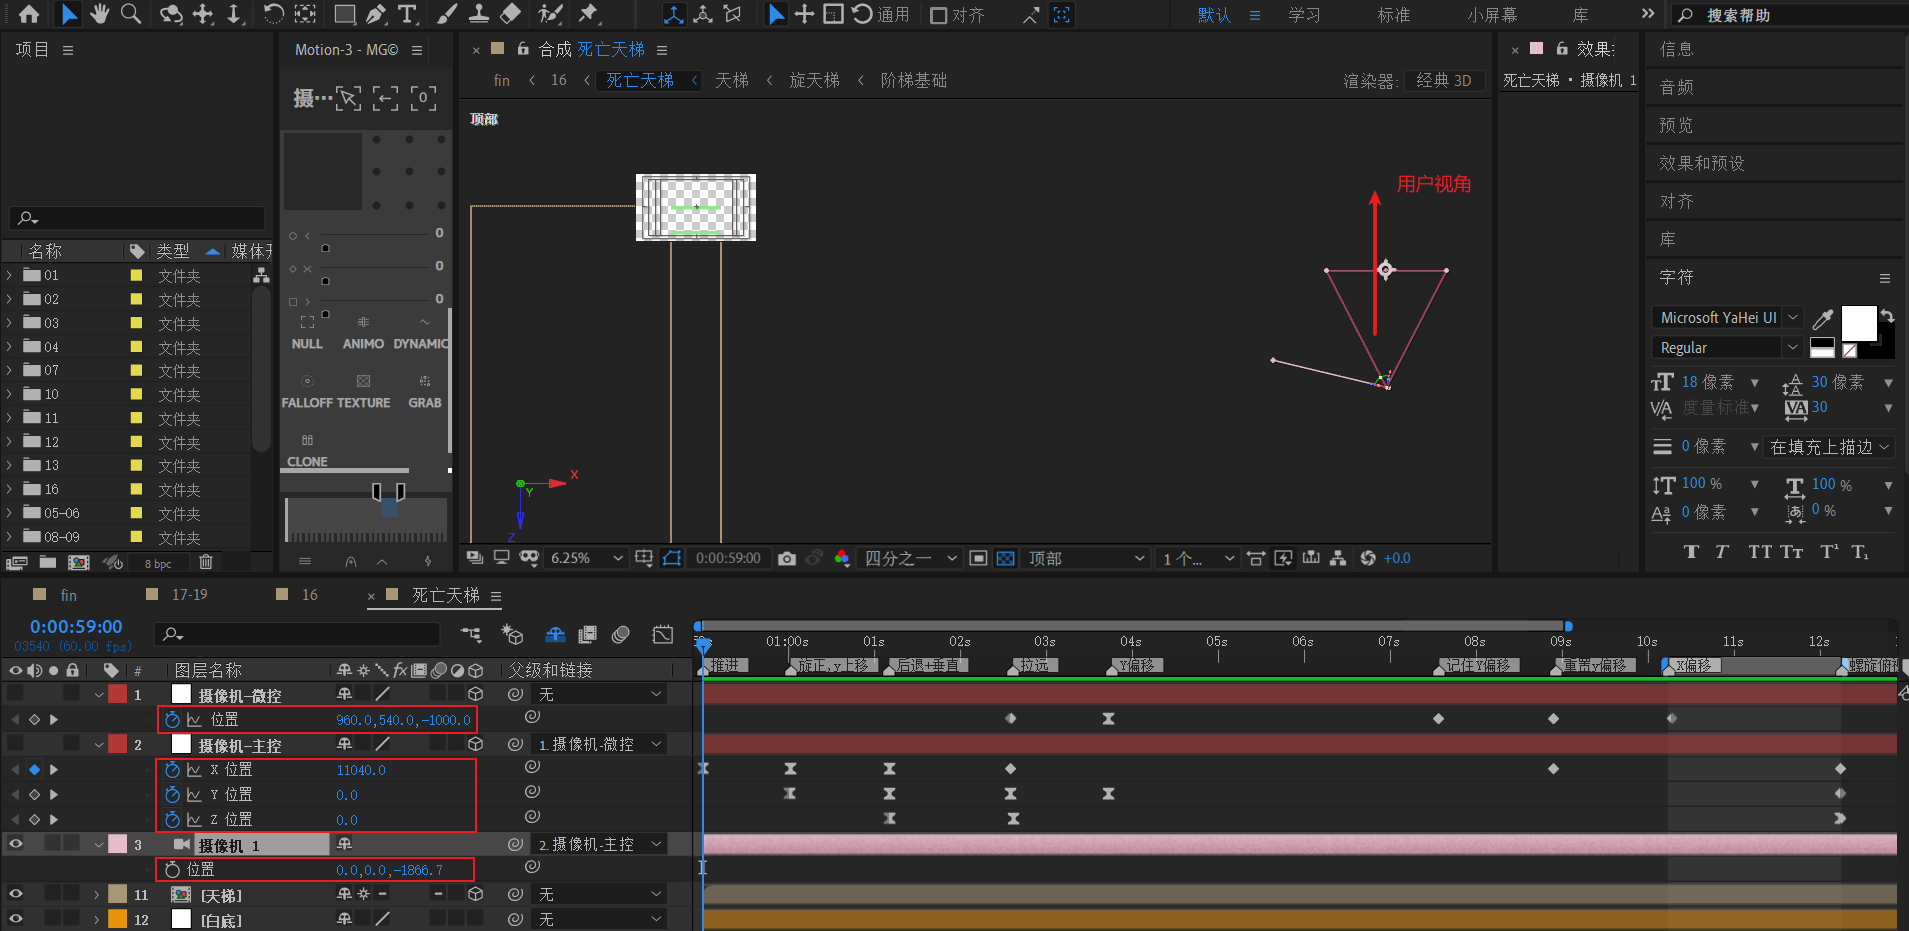 通用
对齐
默认
学习
标准
小屏幕
库
搜索帮助
项目
Motion-3 - MG©
合成 死亡天梯
效果
信息
fin
16
死亡天梯
天梯
旋天梯
阶梯基础
渲染器:
经典 3D
死亡天梯 • 摄像机 1
音频
摄…
0
顶部
预览
效果和预设
用户视角
对齐
0
库
名称
类型
媒体开
0
01 文件夹
字符
02 文件夹
0
03 文件夹
Microsoft YaHei UI
NULL
ANIMO
DYNAMIC
04 文件夹
Regular
07 文件夹
18 像素
30 像素
10 文件夹
FALLOFF
TEXTURE
GRAB
度量标准
30
11 文件夹
12 文件夹
0 像素
在填充上描边
13 文件夹
CLONE
16 文件夹
X
Y
Z
100 %
100 %
05-06 文件夹
0 像素
0 %
08-09 文件夹
8 bpc
6.25%
0:00:59:00
四分之一
顶部
1 个...
+0.0
T T TT Tт T¹ T₁
fin
17-19
16
死亡天梯
0:00:59:00
03540 (60.00 fps)
01:00s
01s
02s
03s
04s
05s
06s
07s
08s
09s
10s
11s
12s
#
图层名称
父级和链接
推进
旋正,y上移
后退+垂直
拉远
Y偏移
记住Y偏移
重置y偏移
X偏移
螺旋俯移
1
摄像机-微控
无
位置
960.0,540.0,-1000.0
2
摄像机-主控
1.摄像机-微控
X 位置
11040.0
Y 位置
0.0
Z 位置
0.0
3
摄像机 1
2.摄像机-主控
位置
0.0,0.0,-1866.7
11
[天梯]
无
12
[白底]
无